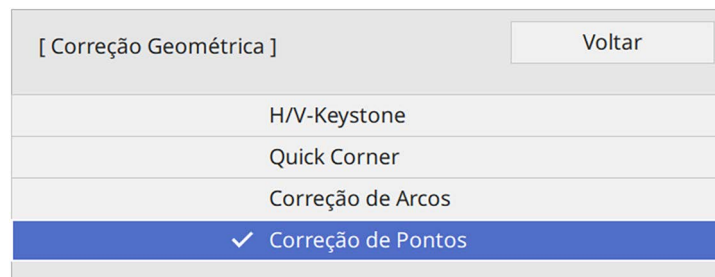 [ Correção Geométrica ]
Voltar
H/V-Keystone
Quick Corner
Correção de Arcos
Correção de Pontos